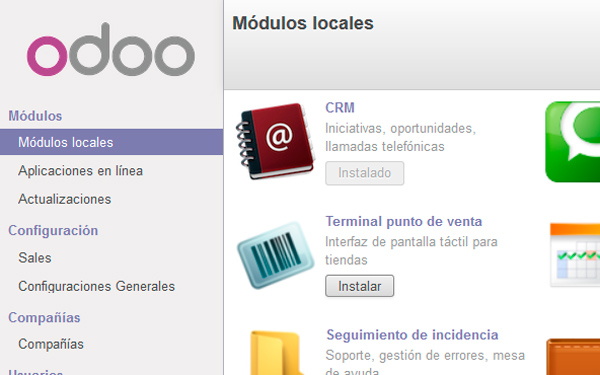 odoo
Módulos
Módulos locales
Aplicaciones en línea
Actualizaciones
Configuración
Sales
Configuraciones Generales
Compañías
Compañías
Usuarios
Módulos locales
@
CRM
Iniciativas, oportunidades,
llamadas telefónicas
Instalado
Terminal punto de venta
Interfaz de pantalla táctil para
tiendas
Instalar
Seguimiento de incidencia
Soporte, gestión de errores, mesa
de ayuda